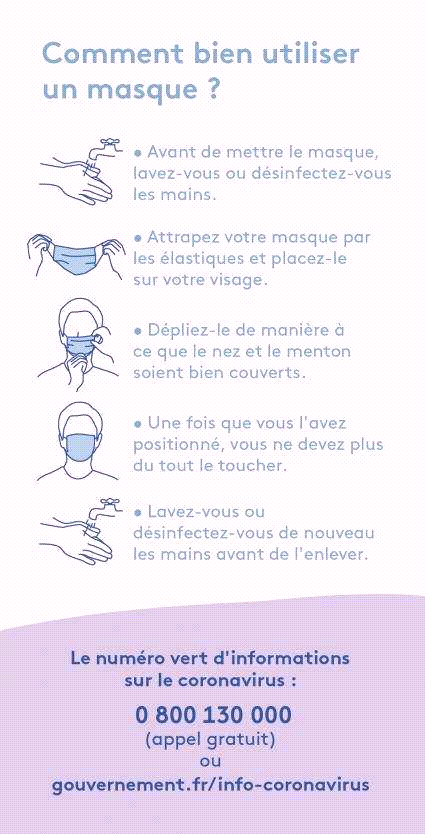 Comment bien utiliser
un masque ?
• Avant de mettre le masque,
lavez-vous ou désinfectez-vous
les mains.
• Attrapez votre masque par
les élastiques et placez-le
sur votre visage.
• Dépliez-le de manière à
ce que le nez et le menton
soient bien couverts.
• Une fois que vous l'avez
positionné, vous ne devez plus
du tout le toucher.
• Lavez-vous ou
désinfectez-vous de nouveau
les mains avant de l'enlever.
Le numéro vert d'informations
sur le coronavirus :
0 800 130 000
(appel gratuit)
ou
gouvernement.fr/info-coronavirus